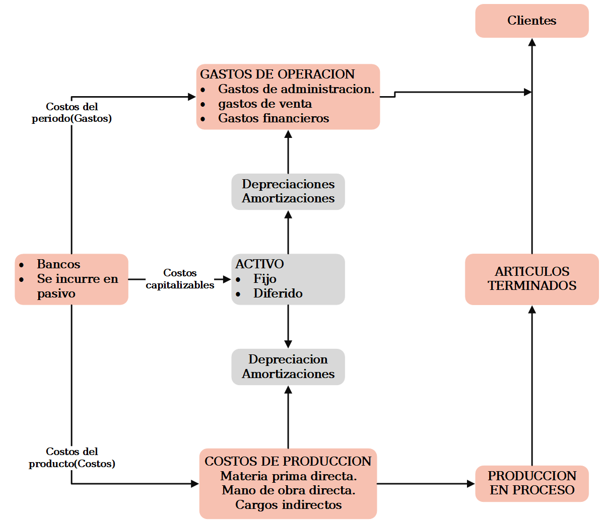 Clientes
GASTOS DE OPERACION
• Gastos de administracion.
• gastos de venta
• Gastos financieros
Costos del
periodo(Gastos)
Depreciaciones
Amortizaciones
• Bancos
• Se incurre en
pasivo
Costos
capitalizables
ACTIVO
• Fijo
• Diferido
ARTICULOS
TERMINADOS
Depreciacion
Amortizaciones
Costos del
producto(Costos)
COSTOS DE PRODUCCION
Materia prima directa.
Mano de obra directa.
Cargos indirectos
PRODUCCION
EN PROCESO